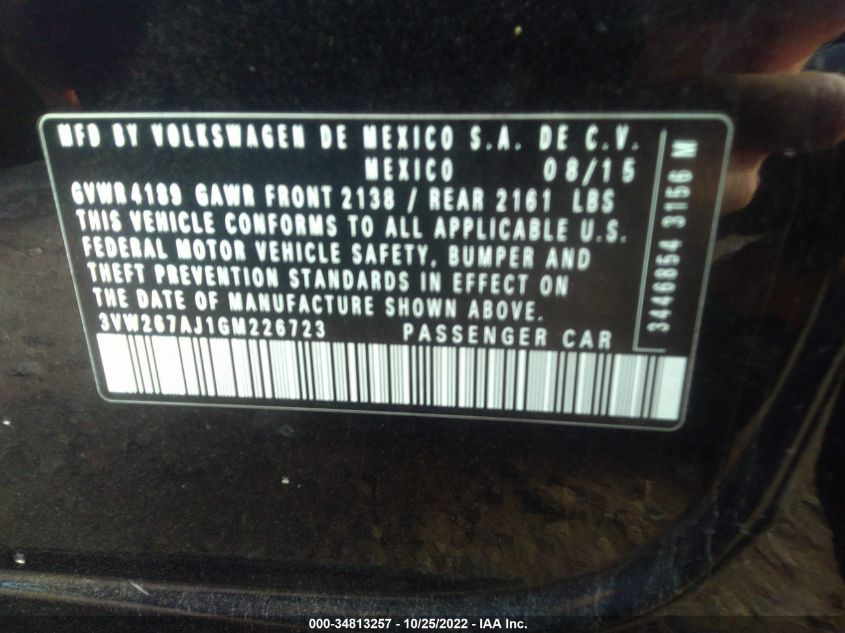 MFD BY VOLKSWAGEN DE MEXICO S.A. DE C.V.
MEXICO 08/15
GVWR 4189 GAWR FRONT 2138 / REAR 2161 LBS
THIS VEHICLE CONFORMS TO ALL APPLICABLE U.S.
FEDERAL MOTOR VEHICLE SAFETY, BUMPER AND
THEFT PREVENTION STANDARDS IN EFFECT ON
THE DATE OF MANUFACTURE SHOWN ABOVE.
3VW267AJ1GM226723 PASSENGER CAR
3446854 3156 M
000-34813257 - 10/25/2022 - IAA Inc.